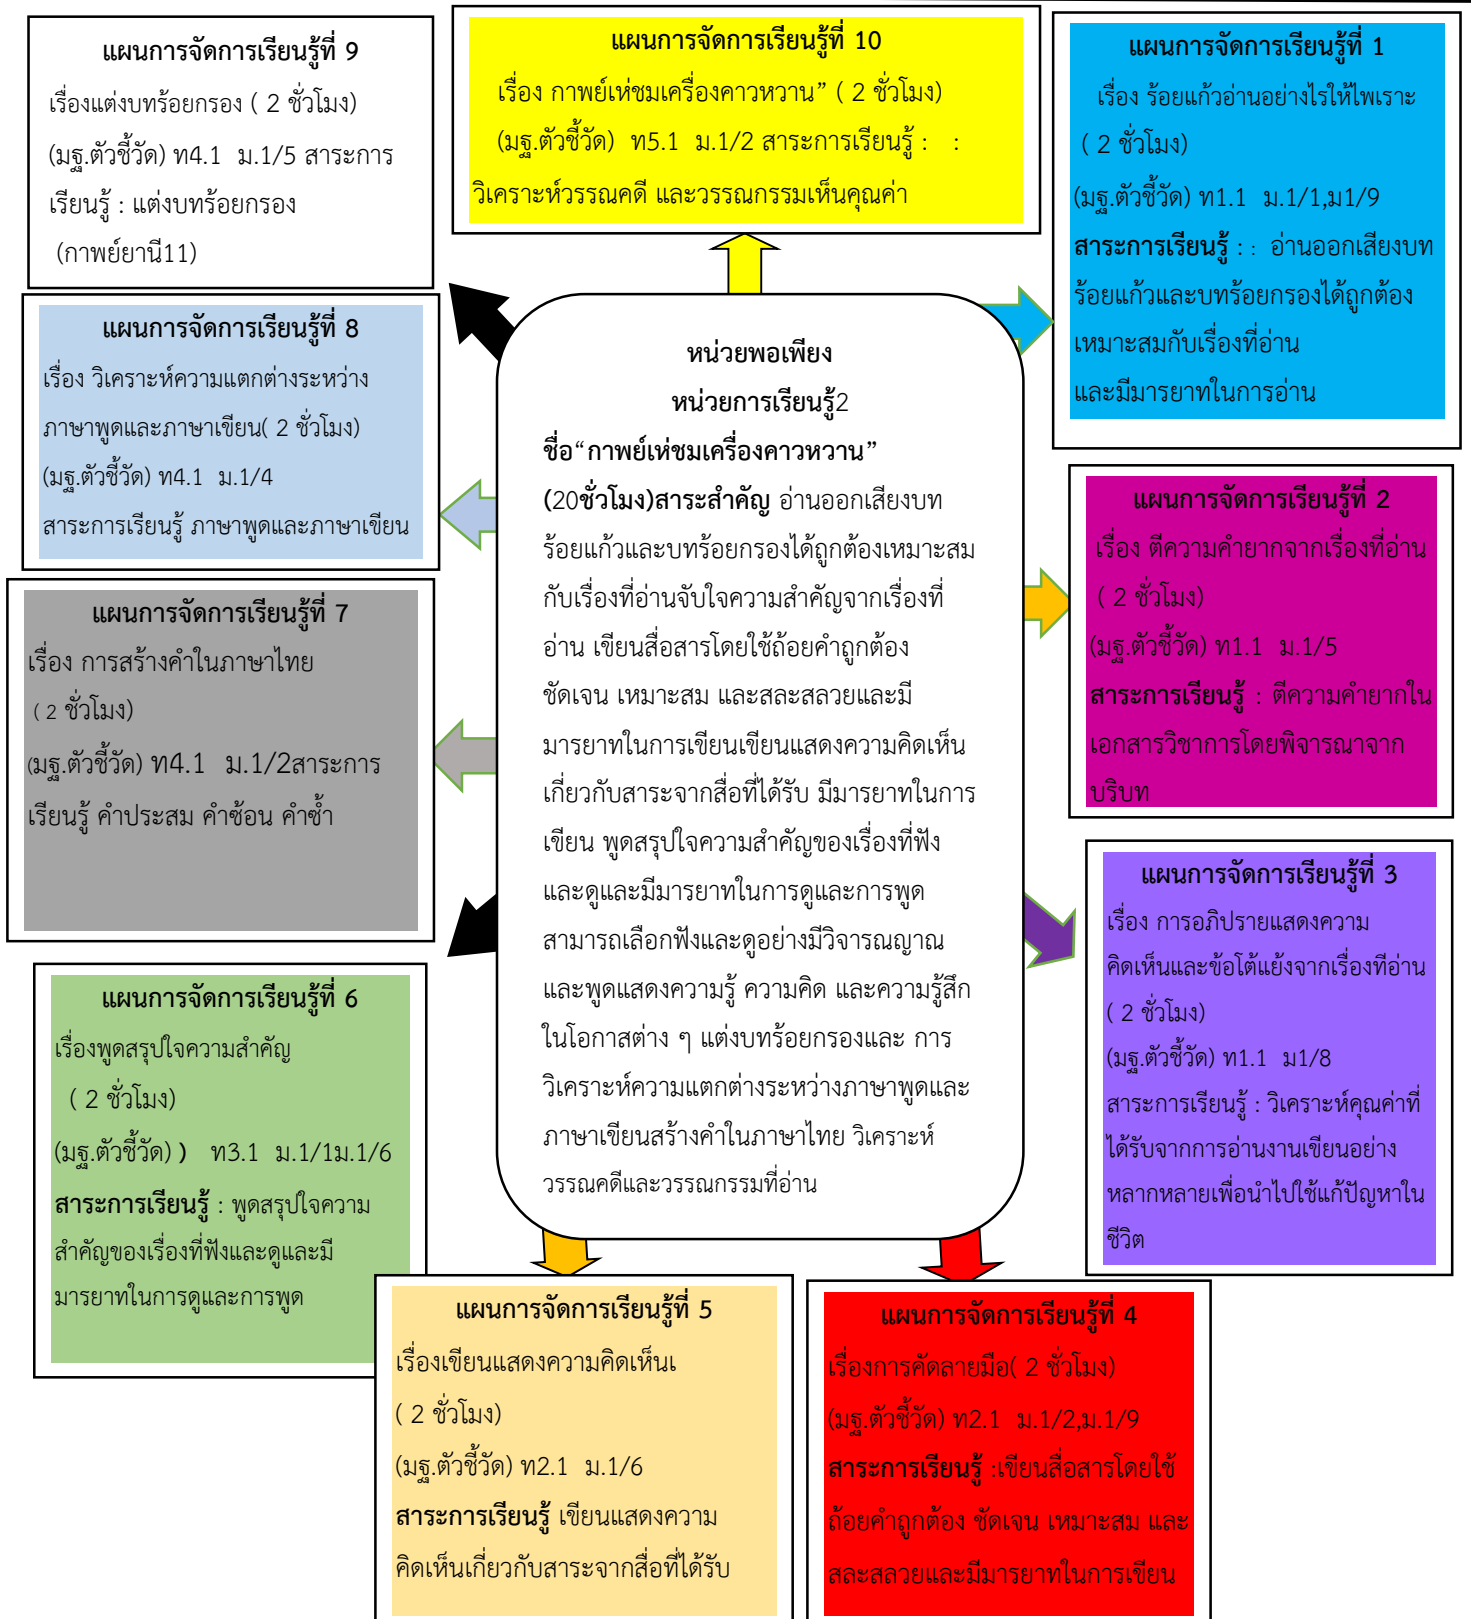 แผนการจัดการเรียนรู้ที่ 9
เรื่องแต่งบทร้อยกรอง ( 2 ชั่วโมง)
(มฐ.ตัวชี้วัด) ท4.1 ม.1/5 สาระการ
เรียนรู้ : แต่งบทร้อยกรอง
(กาพย์ยานี11)
แผนการจัดการเรียนรู้ที่ 10
เรื่อง กาพย์เห่ชมเครื่องคาวหวาน” ( 2 ชั่วโมง)
(มฐ.ตัวชี้วัด) ท5.1 ม.1/2 สาระการเรียนรู้ : :
วิเคราะห์วรรณคดี และวรรณกรรมเห็นคุณค่า
แผนการจัดการเรียนรู้ที่ 1
เรื่อง ร้อยแก้วอ่านอย่างไรให้ไพเราะ
( 2 ชั่วโมง)
(มฐ.ตัวชี้วัด) ท1.1 ม.1/1,ม1/9
สาระการเรียนรู้ : : อ่านออกเสียงบท
ร้อยแก้วและบทร้อยกรองได้ถูกต้อง
เหมาะสมกับเรื่องที่อ่าน
และมีมารยาทในการอ่าน
แผนการจัดการเรียนรู้ที่ 8
เรื่อง วิเคราะห์ความแตกต่างระหว่าง
ภาษาพูดและภาษาเขียน( 2 ชั่วโมง)
(มฐ.ตัวชี้วัด) ท4.1 ม.1/4
สาระการเรียนรู้ ภาษาพูดและภาษาเขียน
หน่วยพอเพียง
หน่วยการเรียนรู้2
ชื่อ“กาพย์เห่ชมเครื่องคาวหวาน”
(20ชั่วโมง)สาระสำคัญ อ่านออกเสียงบท
ร้อยแก้วและบทร้อยกรองได้ถูกต้องเหมาะสม
กับเรื่องที่อ่านจับใจความสำคัญจากเรื่องที่
อ่าน เขียนสื่อสารโดยใช้ถ้อยคำถูกต้อง
ชัดเจน เหมาะสม และสละสลวยและมี
มารยาทในการเขียนเขียนแสดงความคิดเห็น
เกี่ยวกับสาระจากสื่อที่ได้รับ มีมารยาทในการ
เขียน พูดสรุปใจความสำคัญของเรื่องที่ฟัง
และดูและมีมารยาทในการดูและการพูด
สามารถเลือกฟังและดูอย่างมีวิจารณญาณ
และพูดแสดงความรู้ ความคิด และความรู้สึก
ในโอกาสต่าง ๆ แต่งบทร้อยกรองและ การ
วิเคราะห์ความแตกต่างระหว่างภาษาพูดและ
ภาษาเขียนสร้างคำในภาษาไทย วิเคราะห์
วรรณคดีและวรรณกรรมที่อ่าน
แผนการจัดการเรียนรู้ที่ 2
เรื่อง ตีความคำยากจากเรื่องที่อ่าน
( 2 ชั่วโมง)
(มฐ.ตัวชี้วัด) ท1.1 ม.1/5
สาระการเรียนรู้ : ตีความคำยากใน
เอกสารวิชาการโดยพิจารณาจาก
บริบท
แผนการจัดการเรียนรู้ที่ 7
เรื่อง การสร้างคำในภาษาไทย
( 2 ชั่วโมง)
(มฐ.ตัวชี้วัด) ท4.1 ม.1/2สาระการ
เรียนรู้ คำประสม คำซ้อน คำซ้ำ
แผนการจัดการเรียนรู้ที่ 3
เรื่อง การอภิปรายแสดงความ
คิดเห็นและข้อโต้แย้งจากเรื่องทีอ่าน
( 2 ชั่วโมง)
(มฐ.ตัวชี้วัด) ท1.1 ม1/8
สาระการเรียนรู้ : วิเคราะห์คุณค่าที่
ได้รับจากการอ่านงานเขียนอย่าง
หลากหลายเพื่อนำไปใช้แก้ปัญหาใน
ชีวิต
แผนการจัดการเรียนรู้ที่ 6
เรื่องพูดสรุปใจความสำคัญ
( 2 ชั่วโมง)
(มฐ.ตัวชี้วัด) ) ท3.1 ม.1/1ม.1/6
สาระการเรียนรู้ : พูดสรุปใจความ
สำคัญของเรื่องที่ฟังและดูและมี
มารยาทในการดูและการพูด
แผนการจัดการเรียนรู้ที่ 5
เรื่องเขียนแสดงความคิดเห็นเ
( 2 ชั่วโมง)
(มฐ.ตัวชี้วัด) ท2.1 ม.1/6
สาระการเรียนรู้ เขียนแสดงความ
คิดเห็นเกี่ยวกับสาระจากสื่อที่ได้รับ
แผนการจัดการเรียนรู้ที่ 4
เรื่องการคัดลายมือ( 2 ชั่วโมง)
(มฐ.ตัวชี้วัด) ท2.1 ม.1/2,ม.1/9
สาระการเรียนรู้ :เขียนสื่อสารโดยใช้
ถ้อยคำถูกต้อง ชัดเจน เหมาะสม และ
สละสลวยและมีมารยาทในการเขียน